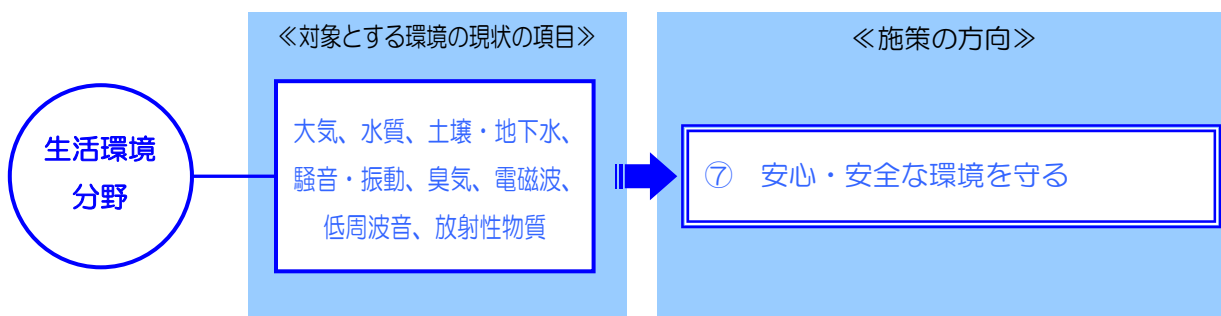 ≪対象とする環境の現状の項目≫
≪施策の方向≫
生活環境
分野
大気、水質、土壌・地下水、
騒音・振動、臭気、電磁波、
低周波音、放射性物質
⑦　安心・安全な環境を守る